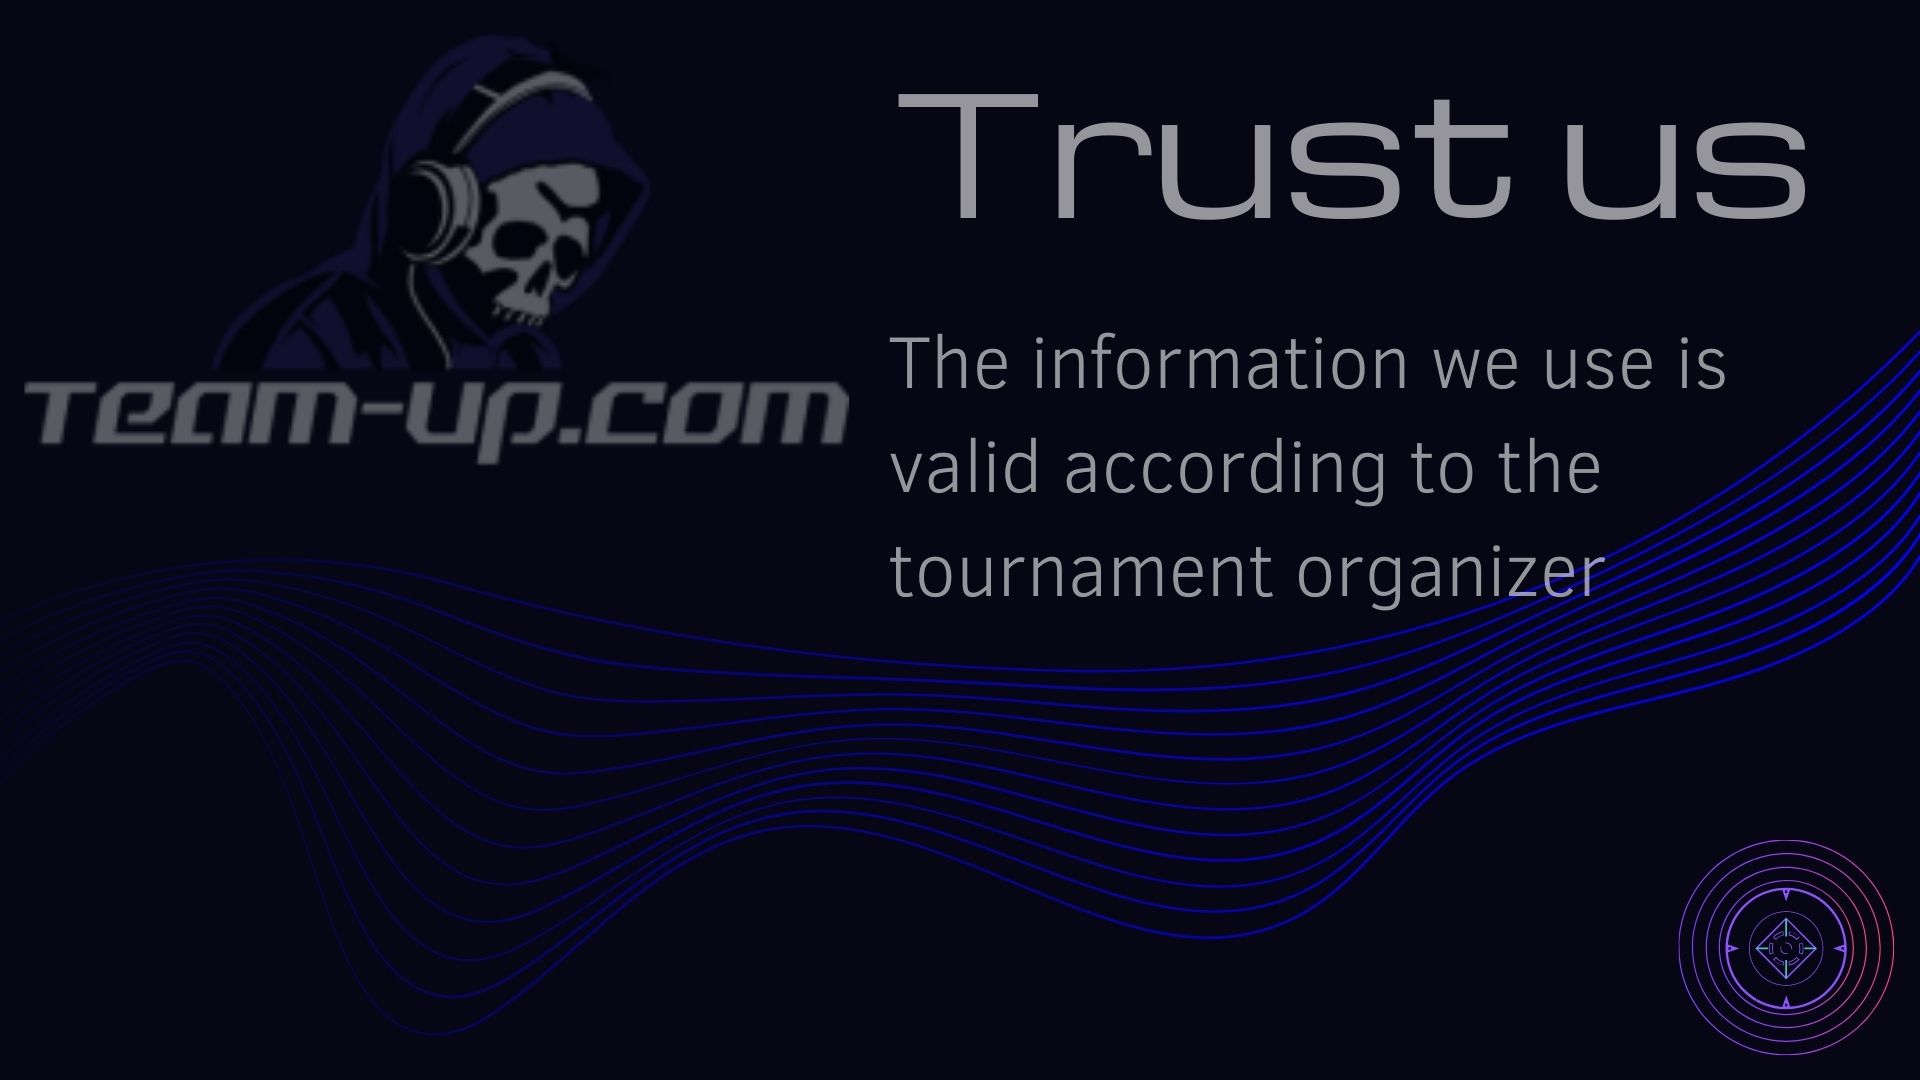 Team-up.com
Trust us
The information we use is
valid according to the
tournament organizer